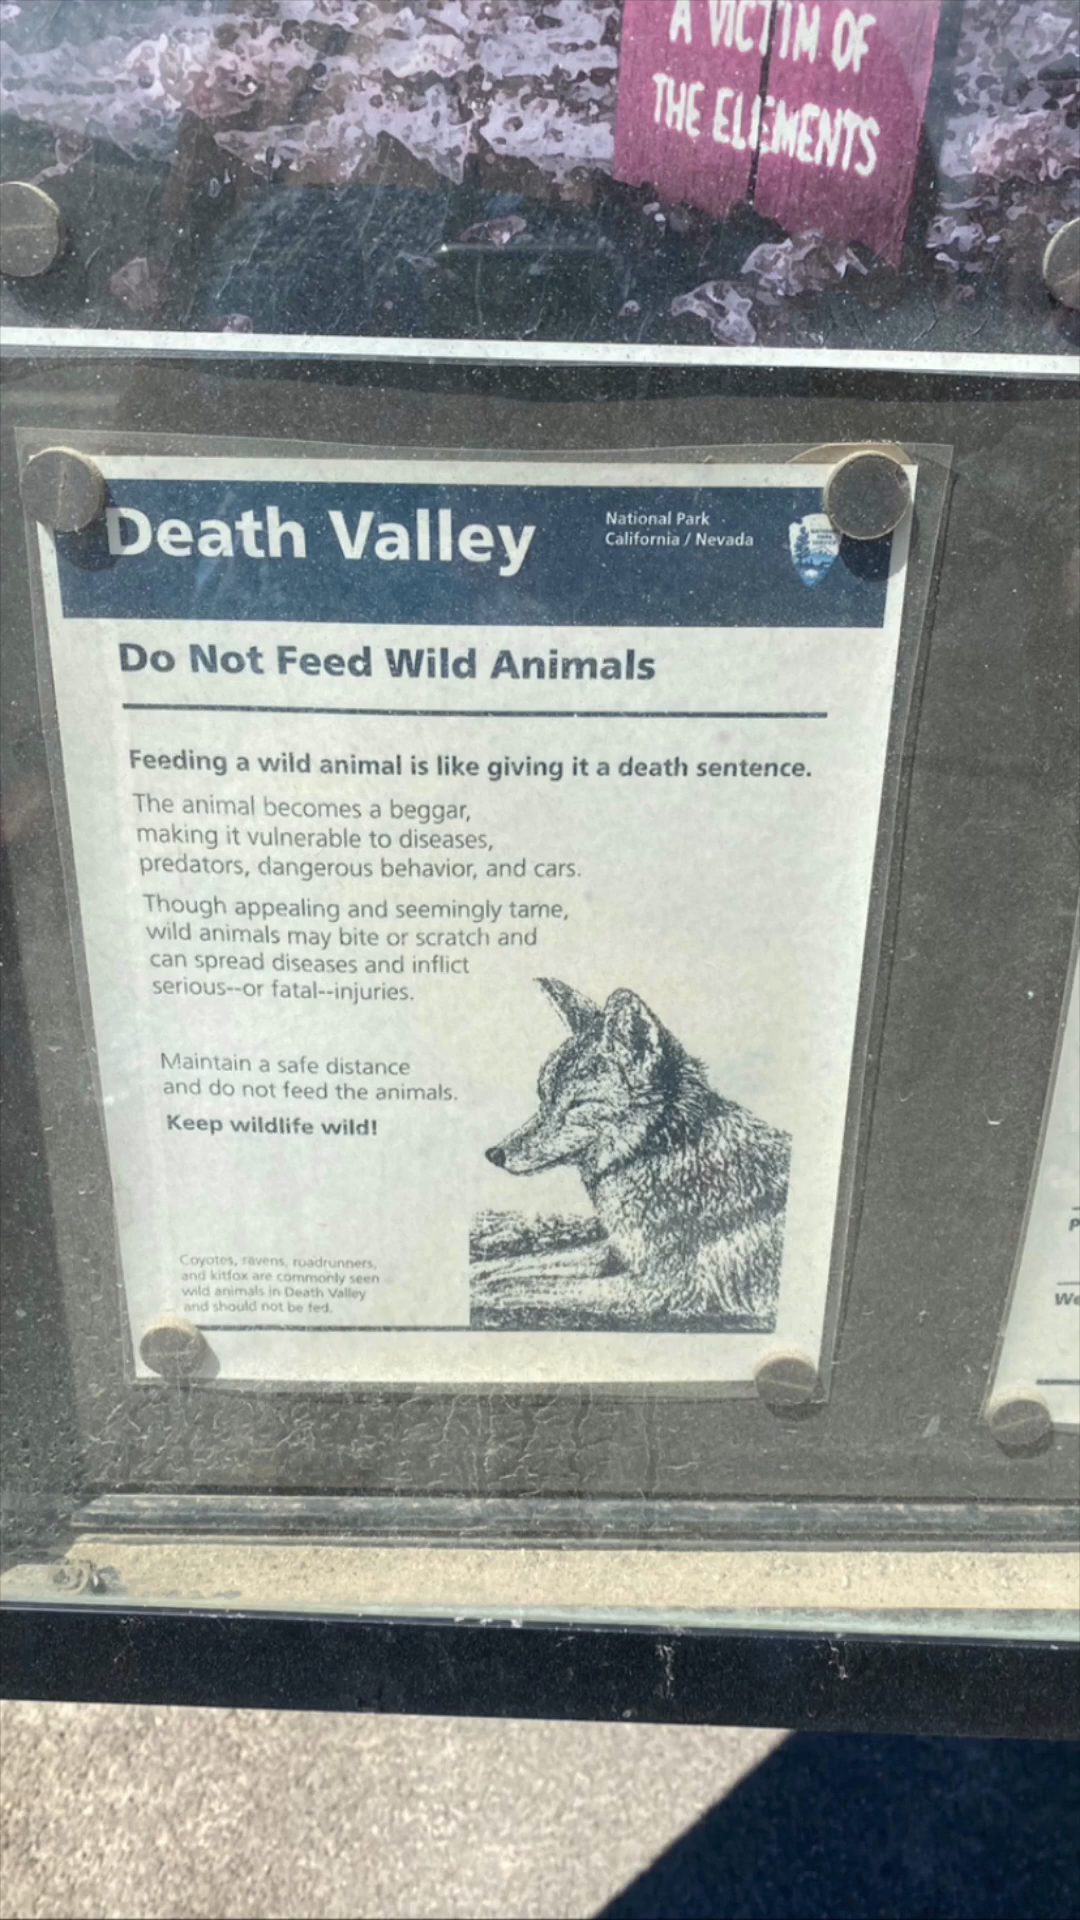 A VICTIM OF
THE ELEMENTS
Death Valley
National Park
California / Nevada
Do Not Feed Wild Animals
Feeding a wild animal is like giving it a death sentence.
The animal becomes a beggar,
making it vulnerable to diseases,
predators, dangerous behavior, and cars.
Though appealing and seemingly tame,
wild animals may bite or scratch and
can spread diseases and inflict
serious--or fatal--injuries.
Maintain a safe distance
and do not feed the animals.
Keep wildlife wild!
Coyotes, ravens, roadrunners,
and kitfox are commonly seen
wild animals in Death Valley
and should not be fed.